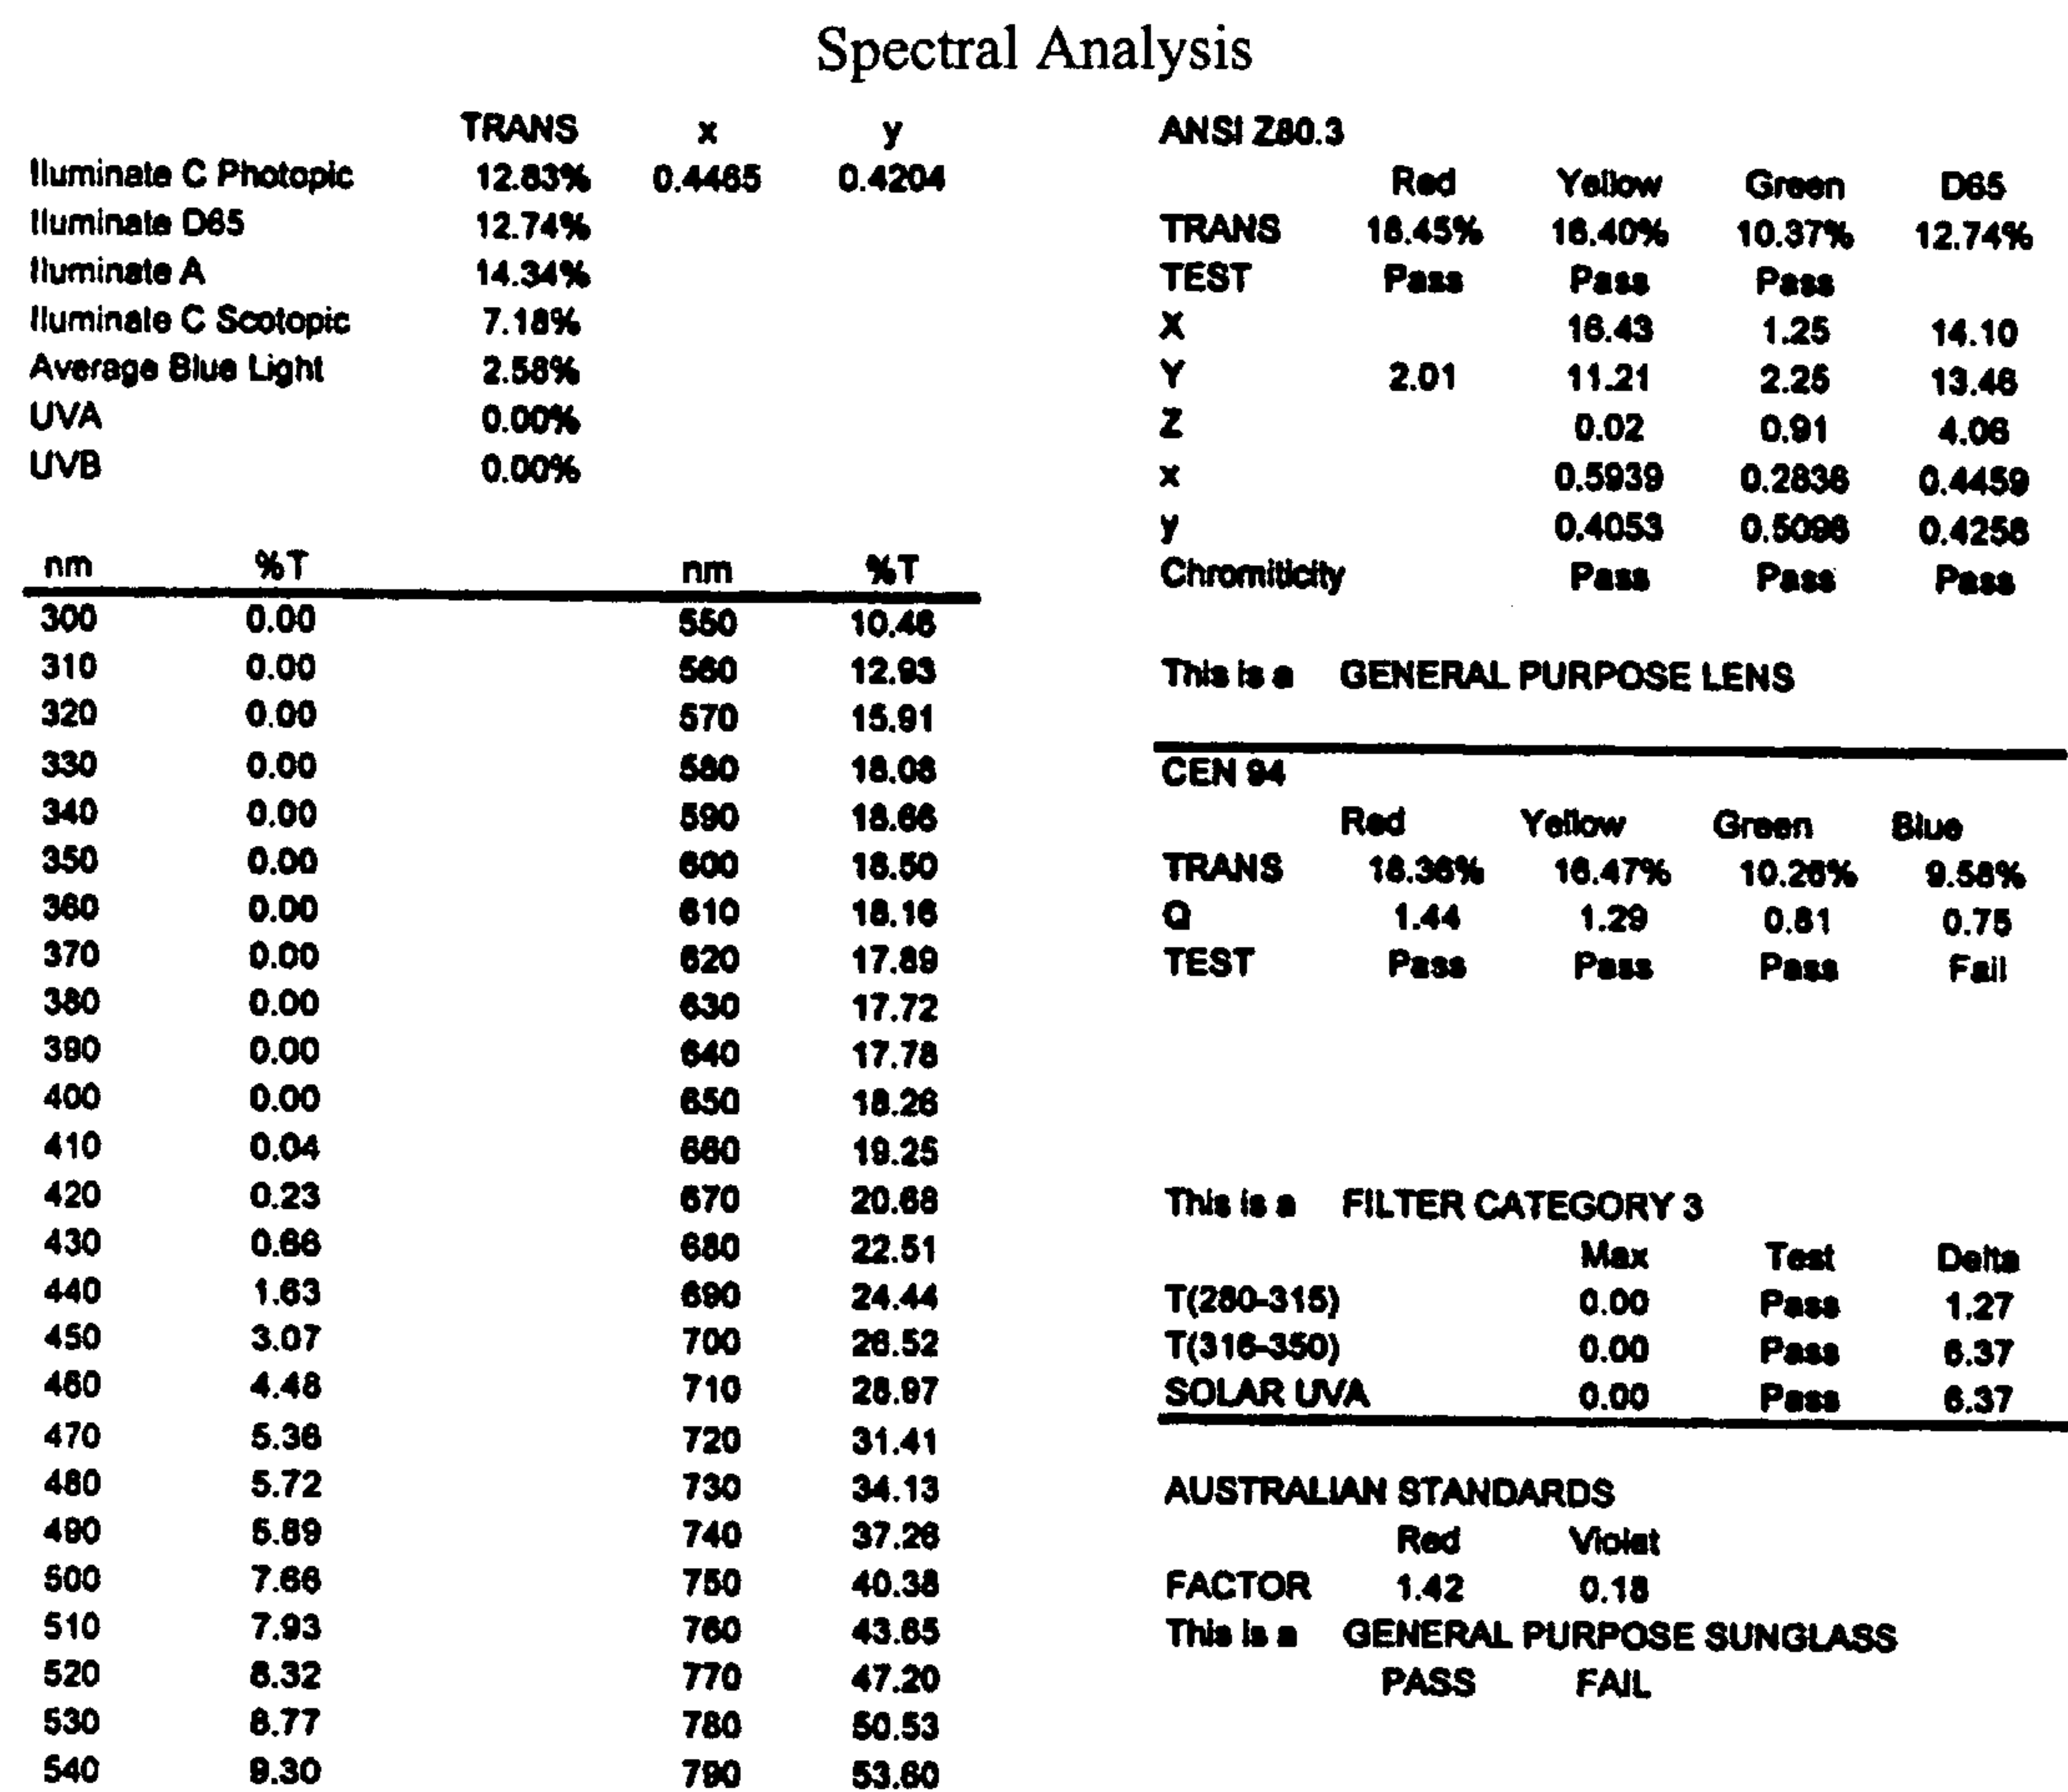 Spectral Analysis
TRANS x y
Iluminate C Photopic 12.83% 0.4465 0.4204
Iluminate D65 12.74%
Iluminate A 14.34%
Iluminate C Scotopic 7.18%
Average Blue Light 2.58%
UVA 0.00%
UVB 0.00%
nm %T nm %T
300 0.00 550 10.46
310 0.00 560 12.93
320 0.00 570 15.91
330 0.00 580 18.08
340 0.00 590 18.66
350 0.00 600 18.50
360 0.00 610 18.16
370 0.00 620 17.89
380 0.00 630 17.72
390 0.00 640 17.78
400 0.00 650 18.26
410 0.04 660 19.25
420 0.23 670 20.68
430 0.66 680 22.51
440 1.63 690 24.44
450 3.07 700 26.52
460 4.48 710 28.97
470 5.36 720 31.41
480 5.72 730 34.13
490 6.89 740 37.26
500 7.66 750 40.38
510 7.93 760 43.65
520 8.32 770 47.20
530 8.77 780 50.53
540 9.30 790 53.60
ANSI Z80.3
Red Yellow Green D65
TRANS 18.45% 16.40% 10.37% 12.74%
TEST Pass Pass Pass
X 16.43 1.25 14.10
Y 2.01 11.21 2.25 13.46
Z 0.02 0.91 4.06
x 0.5939 0.2836 0.4459
y 0.4053 0.5096 0.4256
Chromiticity Pass Pass Pass
This is a GENERAL PURPOSE LENS
CEN 94
Red Yellow Green Blue
TRANS 18.36% 16.47% 10.26% 9.58%
Q 1.44 1.29 0.81 0.75
TEST Pass Pass Pass Fail
This is a FILTER CATEGORY 3
Max Test Delta
T(280-315) 0.00 Pass 1.27
T(316-350) 0.00 Pass 6.37
SOLAR UVA 0.00 Pass 6.37
AUSTRALIAN STANDARDS
Red Violet
FACTOR 1.42 0.18
This is a GENERAL PURPOSE SUNGLASS
PASS FAIL